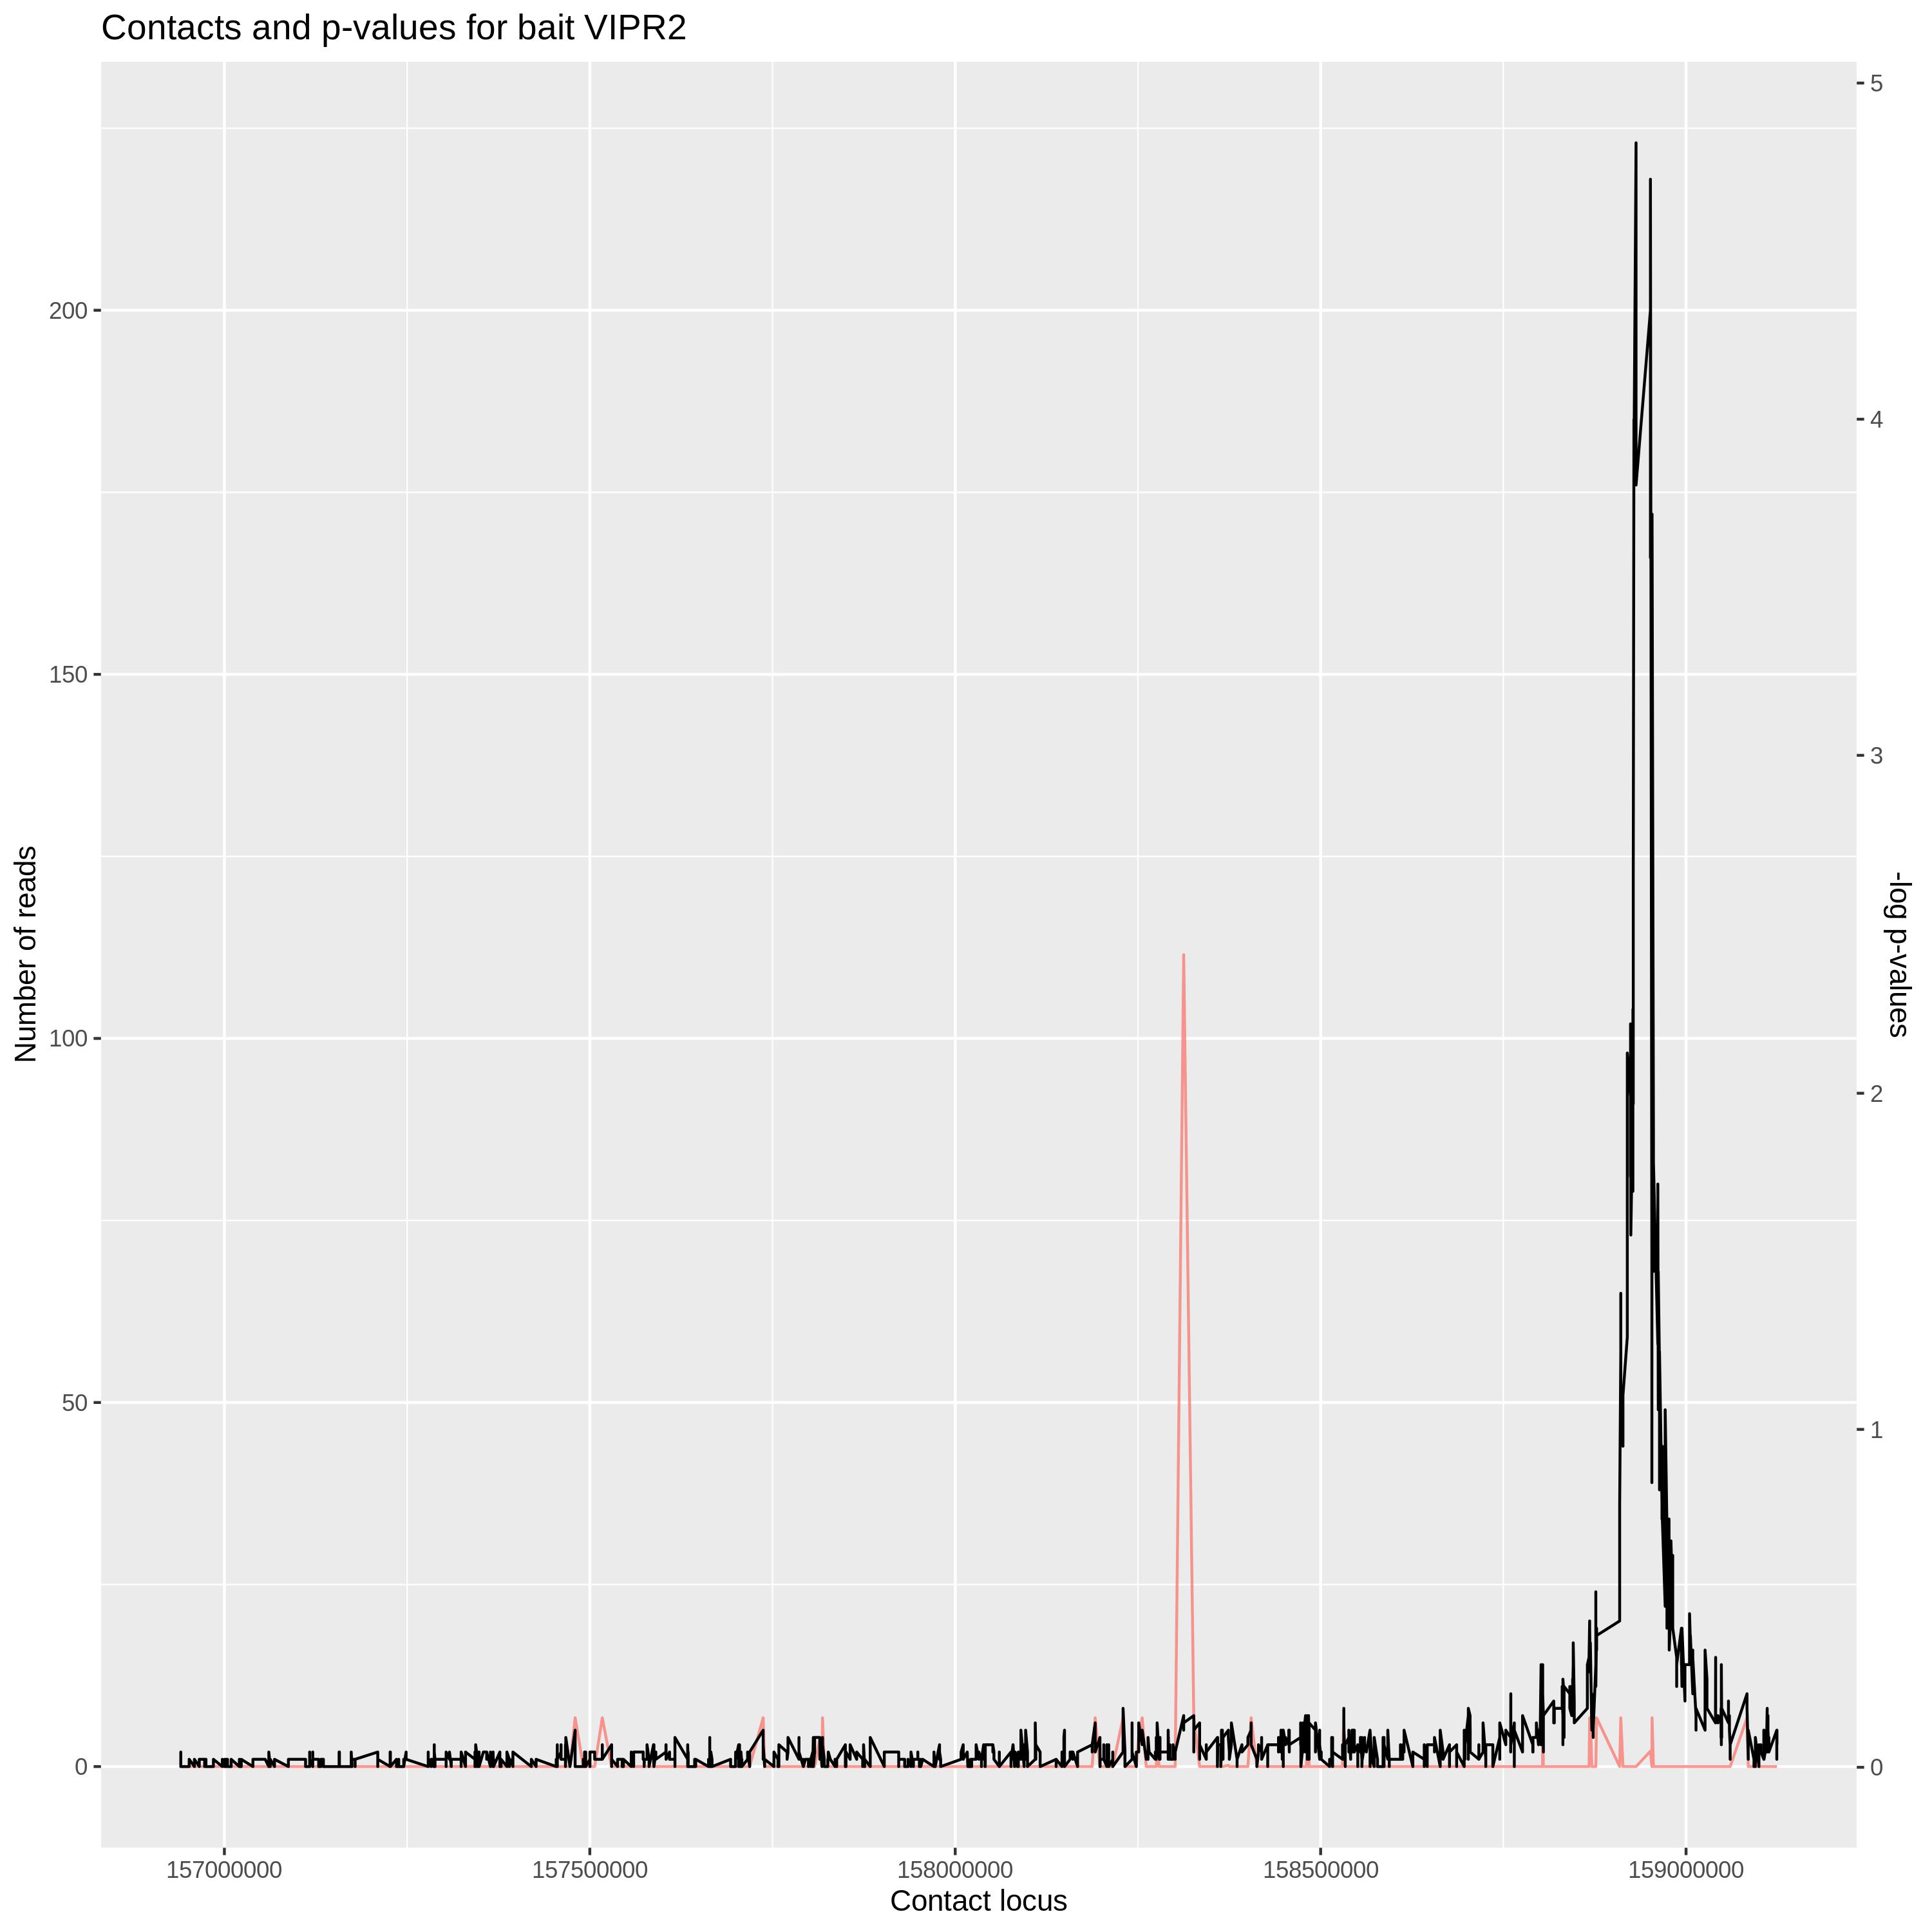 Contacts and p-values for bait VIPR2
Number of reads
200
150
100
50
0
5
4
3
2
1
0
-log p-values
157000000 157500000 158000000 158500000 159000000
Contact locus